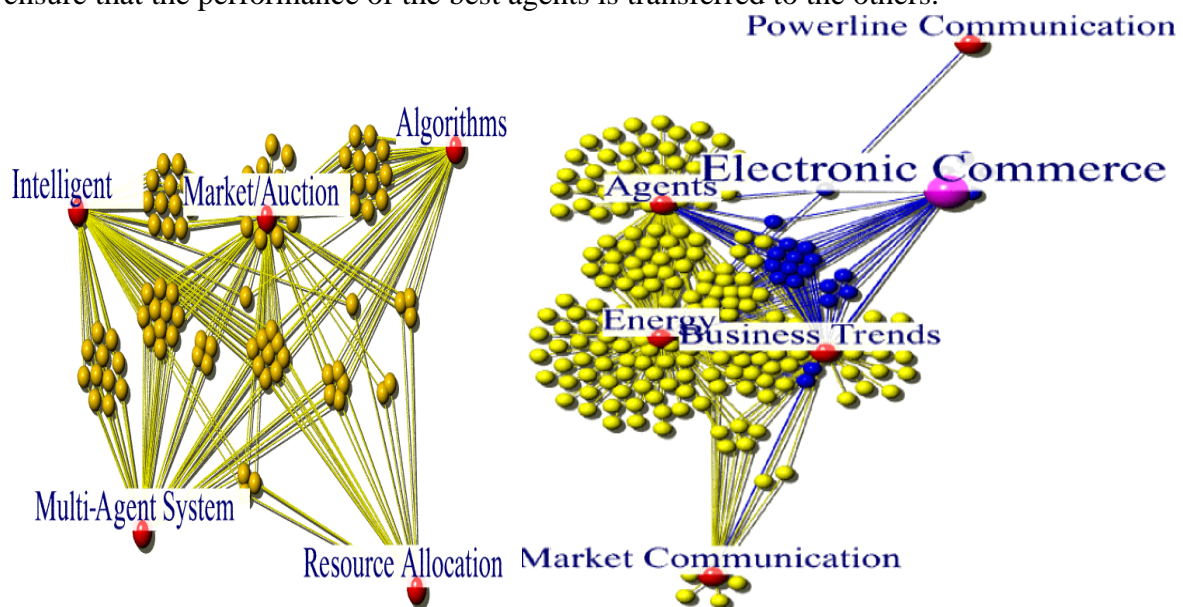 ensure that the performance of the best agents is transferred to the others.
Powerline Communication
Algorithms
Intelligent
Market/Auction
Electronic Commerce
Agents
Energy
Business Trends
Multi-Agent System
Resource Allocation
Market Communication